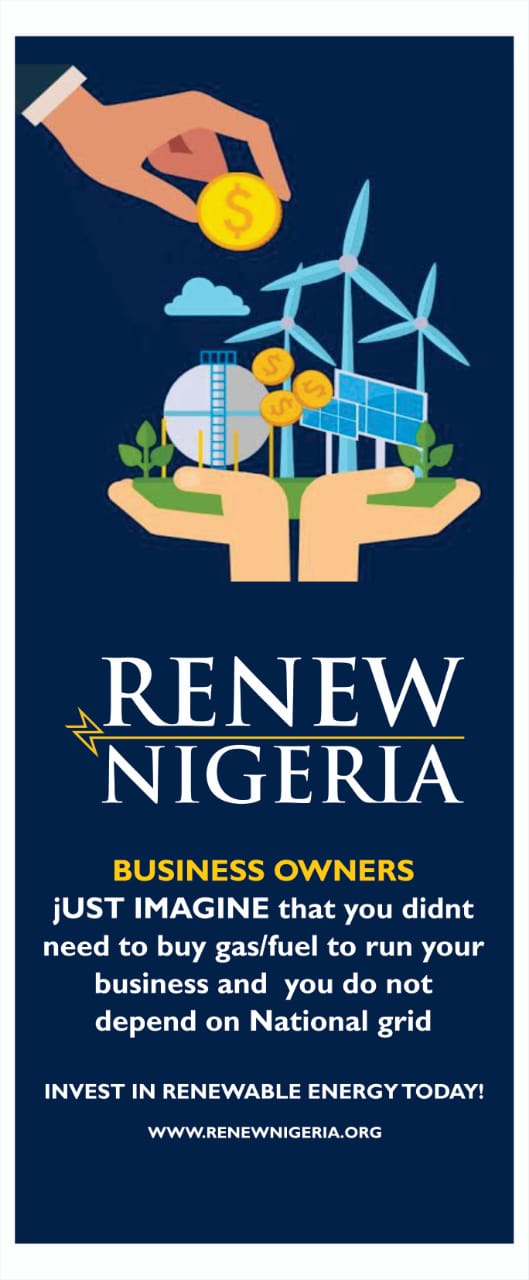 $
$
$
$
RENEW
NIGERIA
BUSINESS OWNERS
jUST IMAGINE that you didnt
need to buy gas/fuel to run your
business and  you do not
depend on National grid
INVEST IN RENEWABLE ENERGY TODAY!
WWW.RENEWNIGERIA.ORG